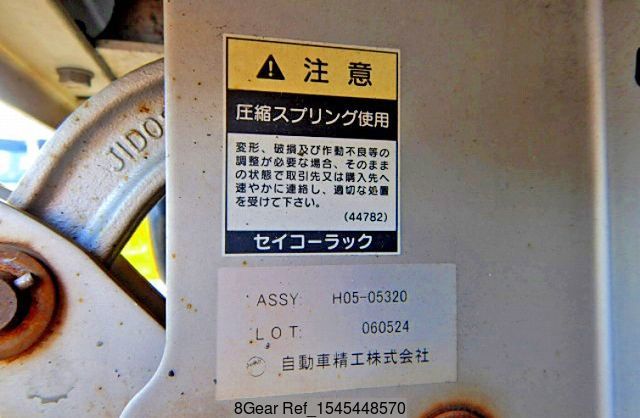 JIDO
注意
圧縮スプリング使用
変形、破損及び作動不良等の
調整が必要な場合、そのまま
の状態で取引先又は購入先へ
速やかに連絡し、適切な処置
を受けて下さい。
(44782)
セイコーラック
ASSY: H05-05320
LOT: 060524
自動車精工株式会社
8Gear Ref_1545448570